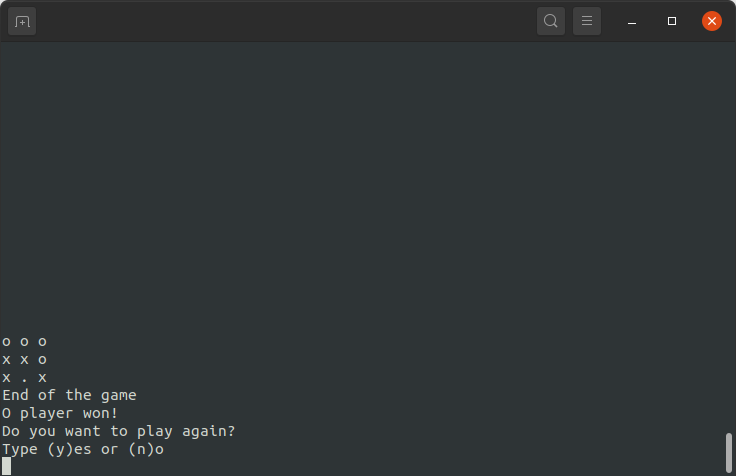 o o o
x x o
x . x
End of the game
O player won!
Do you want to play again?
Type (y)es or (n)o